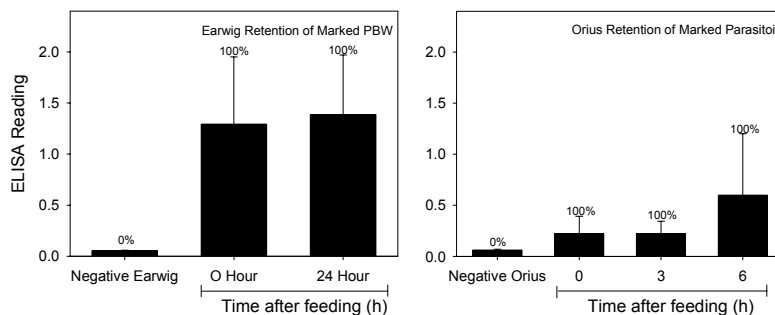 Earwig Retention of Marked PBW
100%
100%
0%
2.0
1.5
1.0
0.5
0.0
ELISA Reading
Negative Earwig
O Hour
24 Hour
Time after feeding (h)
Orius Retention of Marked Parasitoi
100%
100%
100%
0%
2.0
1.5
1.0
0.5
0.0
Negative Orius
0
3
6
Time after feeding (h)